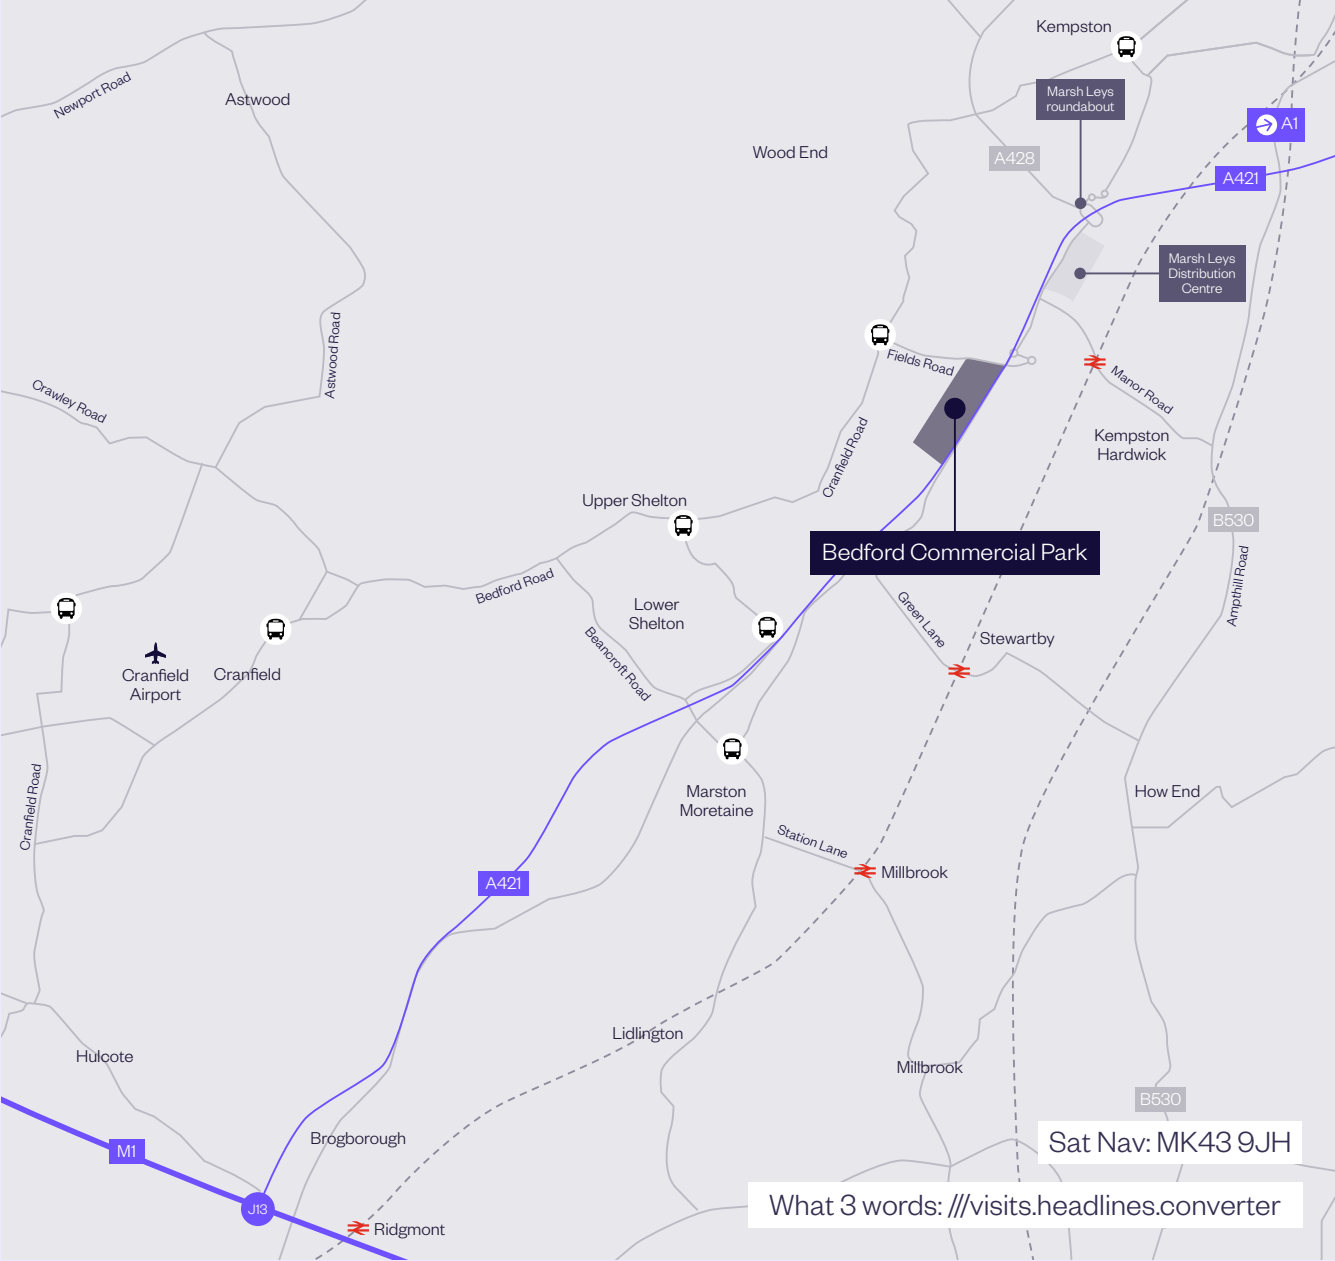 Kempston
Newport Road
Astwood
Marsh Leys
roundabout
A1
Wood End
A428
A421
Marsh Leys
Distribution
Centre
Astwood Road
Fields Road
Manor Road
Crawley Road
Cranfield Road
Kempston
Hardwick
Upper Shelton
B530
Bedford Commercial Park
Ampthill Road
Bedford Road
Lower
Shelton
Green Lane
Stewartby
Beancroft Road
Cranfield
Airport
Cranfield
Cranfield Road
Marston
Moretaine
How End
Station Lane
Millbrook
A421
Lidlington
Hulcote
Millbrook
B530
Brogborough
M1
Sat Nav: MK43 9JH
J13
What 3 words: ///visits.headlines.converter
Ridgmont